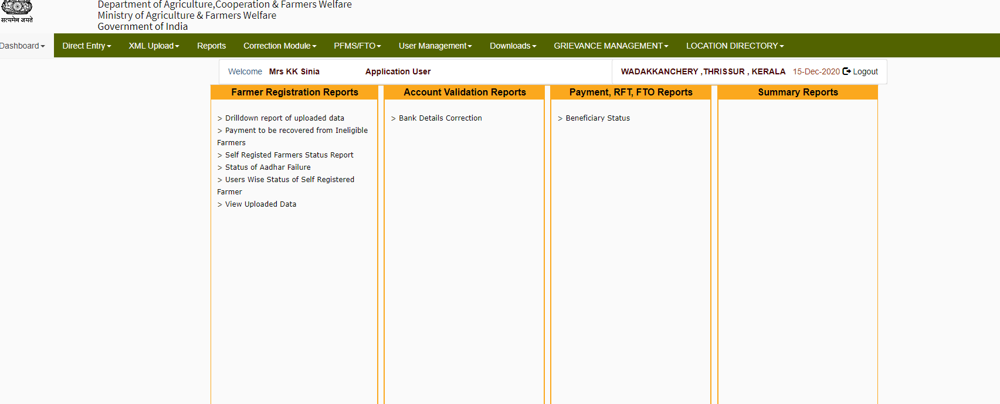 Department of Agriculture,Cooperation & Farmers Welfare
Ministry of Agriculture & Farmers Welfare
Government of India
सत्यमेव जयते
Dashboard Direct Entry XML Upload Reports Correction Module PFMS/FTO User Management Downloads GRIEVANCE MANAGEMENT LOCATION DIRECTORY
Welcome Mrs KK Sinia Application User WADAKKANCHERY ,THRISSUR , KERALA 15-Dec-2020 Logout
Farmer Registration Reports
> Drilldown report of uploaded data
> Payment to be recovered from Ineligible
Farmers
> Self Registed Farmers Status Report
> Status of Aadhar Failure
> Users Wise Status of Self Registered
Farmer
> View Uploaded Data
Account Validation Reports
> Bank Details Correction
Payment, RFT, FTO Reports
> Beneficiary Status
Summary Reports